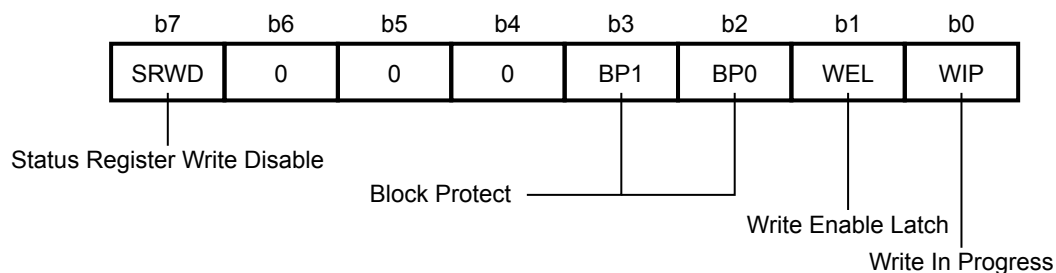 b7 b6 b5 b4 b3 b2 b1 b0
SRWD 0 0 0 BP1 BP0 WEL WIP
Status Register Write Disable
Block Protect
Write Enable Latch
Write In Progress